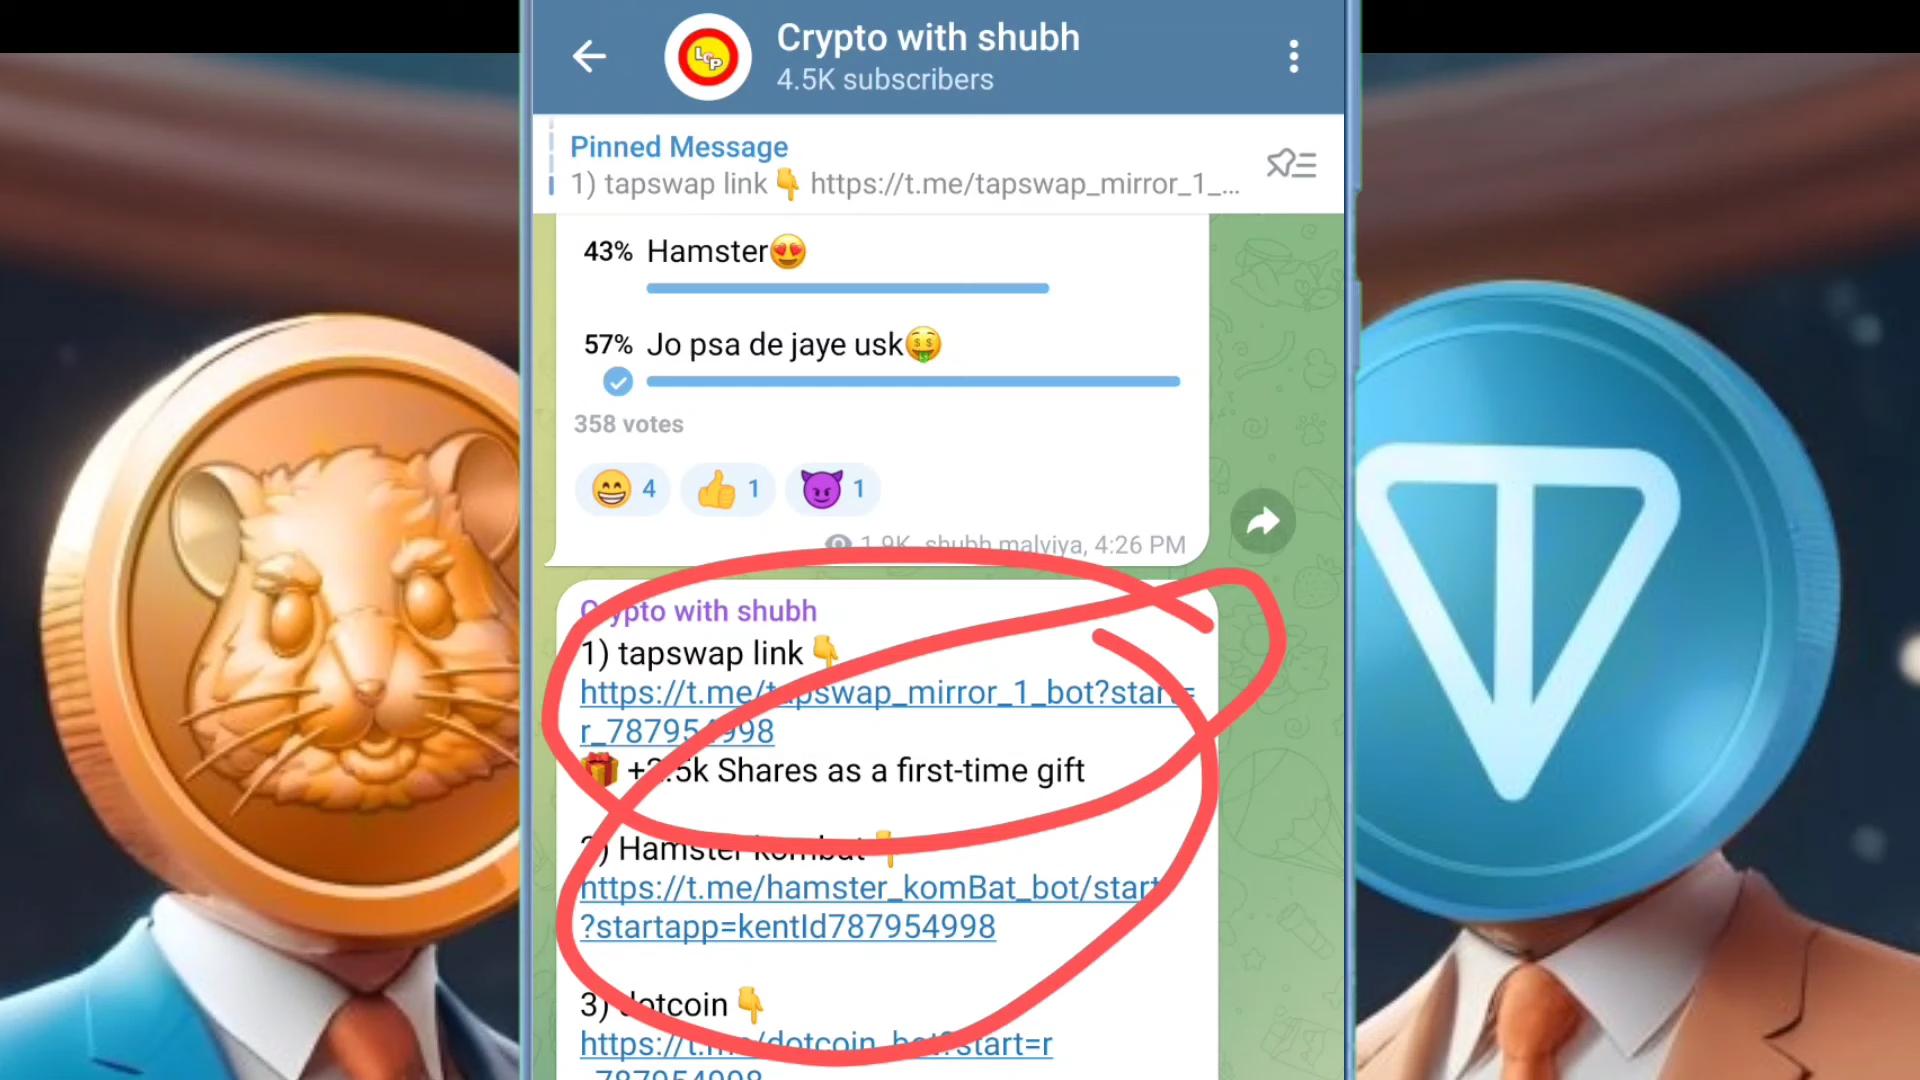 Crypto with shubh
4.5K subscribers
LCP
Pinned Message
1) tapswap link👇 https://t.me/tapswap_mirror_1_...
43% Hamster😍
57% Jo psa de jaye usk🤑
358 votes
😁 4 👍 1 😈 1
1.9K shubh malviya, 4:26 PM
Crypto with shubh
1) tapswap link👇
https://t.me/tapswap_mirror_1_bot?start=
r_787954998
🎁 +2.5k Shares as a first-time gift
2) Hamster kombat👇
https://t.me/hamster_komBat_bot/start
?startapp=kentId787954998
3) dotcoin👇
https://t.me/dotcoin_bot?start=r
_787954998